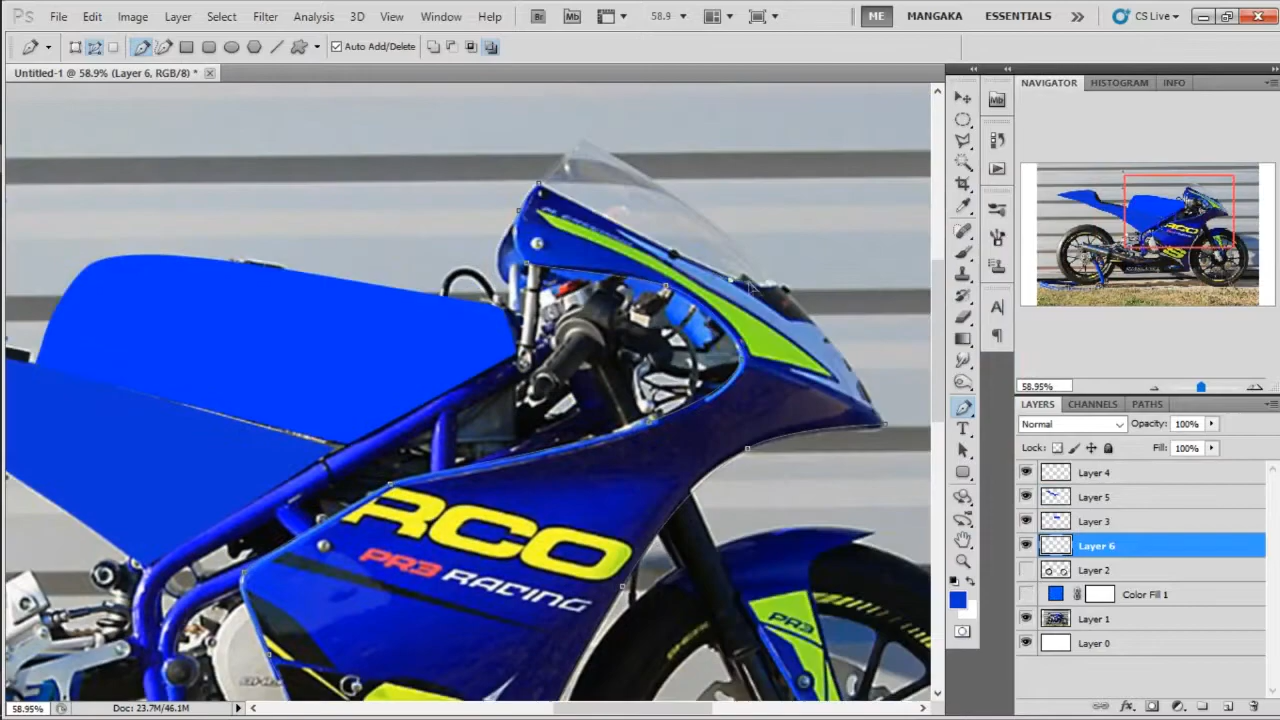 Ps File Edit Image Layer Select Filter Analysis 3D View Window Help Br Mb 58.9 ME MANGAKA ESSENTIALS CS Live
Auto Add/Delete
Untitled-1 @ 58.9% (Layer 6, RGB/8) *
NAVIGATOR HISTOGRAM INFO
Mb
58.95%
LAYERS CHANNELS PATHS
Normal Opacity: 100%
Lock: Fill: 100%
Layer 4
Layer 5
Layer 3
Layer 6
Layer 2
Color Fill 1
Layer 1
Layer 0
RCO
PR3 RACING
PR3
58.95% Doc: 23.7M/46.1M